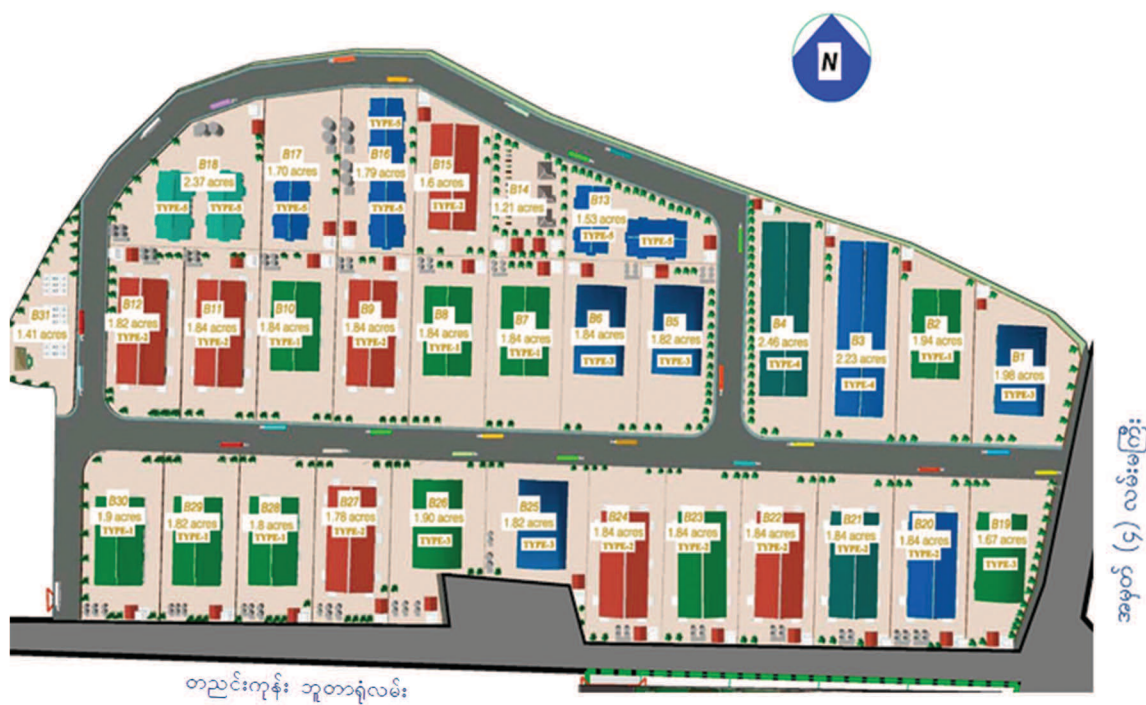 N
TYPE-5
B18
2.37 acres
TYPE-5
TYPE-5
B17
1.70 acres
TYPE-5
B16
1.79 acres
TYPE-5
B15
1.6 acres
TYPE-2
B14
1.21 acres
B13
1.53 acres
TYPE-5
TYPE-5
B31
1.41 acres
B12
1.82 acres
TYPE-2
B11
1.84 acres
TYPE-2
B10
1.84 acres
TYPE-1
B9
1.84 acres
TYPE-2
B8
1.84 acres
TYPE-1
B7
1.84 acres
TYPE-1
B6
1.84 acres
TYPE-3
B5
1.82 acres
TYPE-3
B4
2.46 acres
TYPE-4
B3
2.23 acres
TYPE-4
B2
1.94 acres
TYPE-1
B1
1.98 acres
TYPE-3
B30
1.9 acres
TYPE-1
B29
1.82 acres
TYPE-1
B28
1.8 acres
TYPE-1
B27
1.78 acres
TYPE-2
B26
1.90 acres
TYPE-3
B25
1.82 acres
TYPE-3
B24
1.84 acres
TYPE-2
B23
1.84 acres
TYPE-2
B22
1.84 acres
TYPE-2
B21
1.84 acres
TYPE-2
B20
1.64 acres
TYPE-2
B19
1.67 acres
TYPE-3
တညင်းကုန်း ဘူတာရုံလမ်း